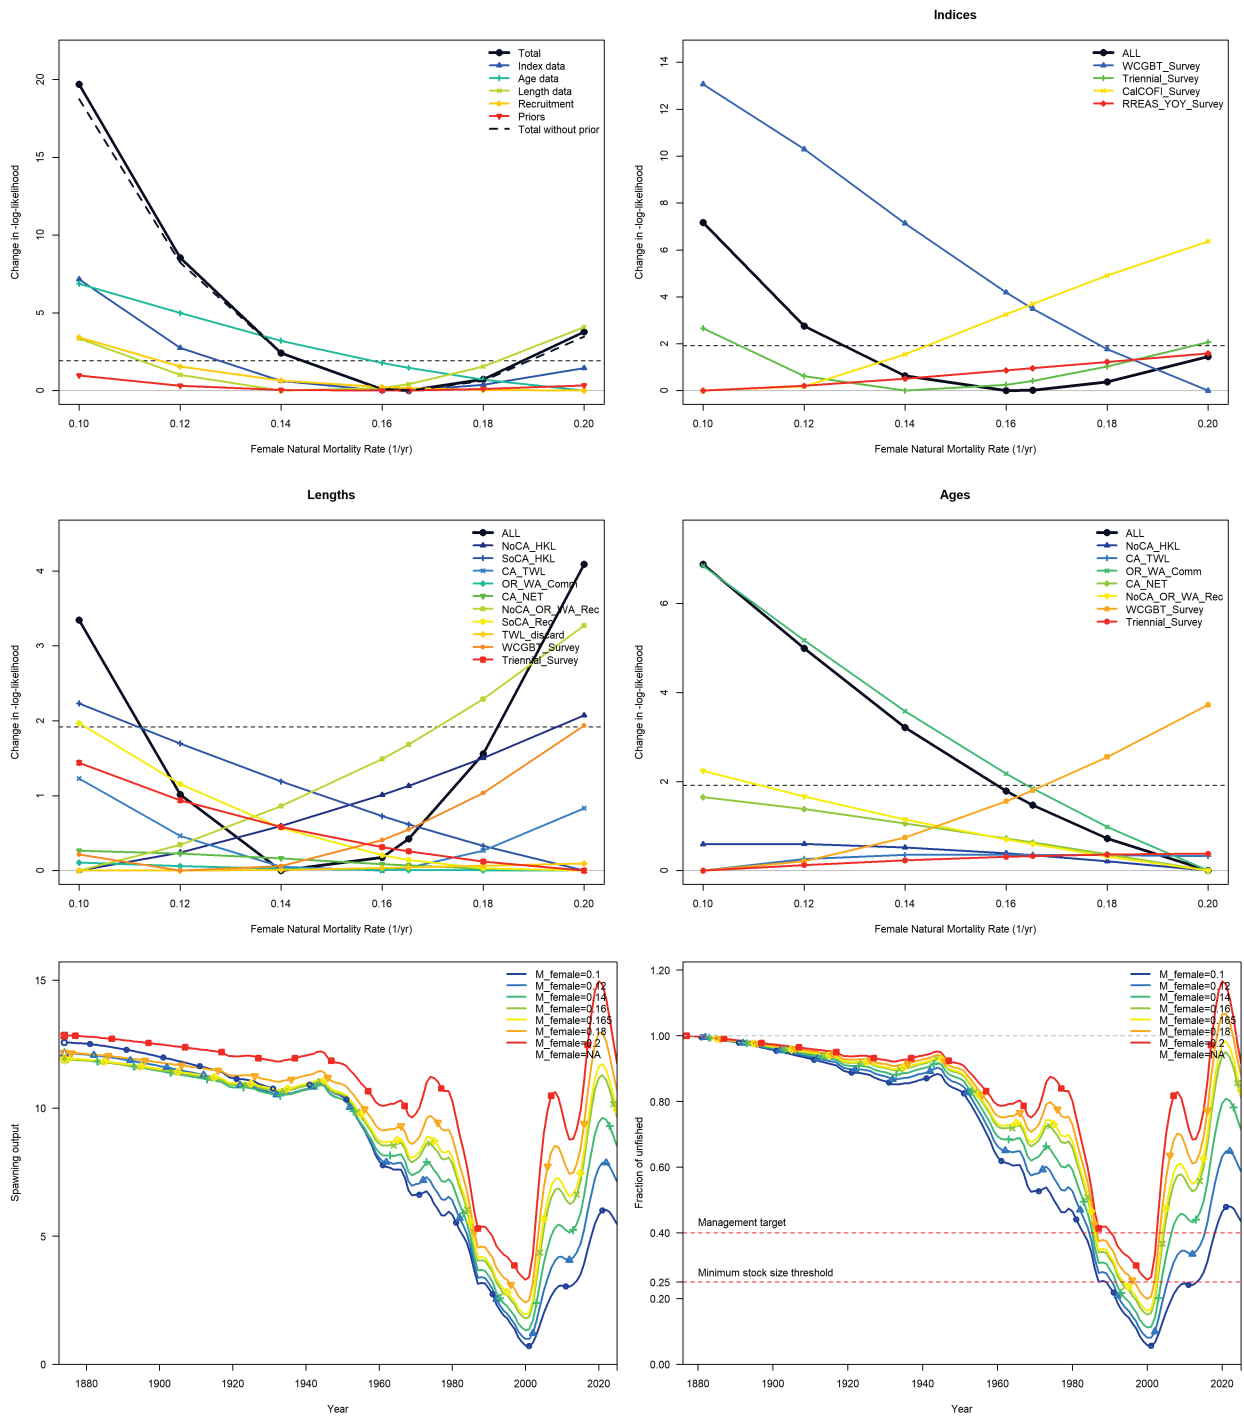 Total
Index data
Age data
Length data
Recruitment
Priors
Total without prior
20
15
10
5
0
Change in -log-likelihood
0.10
0.12
0.14
0.16
0.18
0.20
Female Natural Mortality Rate (1/yr)
Indices
ALL
WCGBT_Survey
Triennial_Survey
CalCOFI_Survey
RREAS_YOY_Survey
14
12
10
8
6
4
2
0
Change in -log-likelihood
0.10
0.12
0.14
0.16
0.18
0.20
Female Natural Mortality Rate (1/yr)
Lengths
ALL
NoCA_HKL
SoCA_HKL
CA_TWL
OR_WA_Comm
CA_NET
NoCA_OR_WA_Rec
SoCA_Rec
TWL_discard
WCGBT_Survey
Triennial_Survey
4
3
2
1
0
Change in -log-likelihood
0.10
0.12
0.14
0.16
0.18
0.20
Female Natural Mortality Rate (1/yr)
Ages
ALL
NoCA_HKL
CA_TWL
OR_WA_Comm
CA_NET
NoCA_OR_WA_Rec
WCGBT_Survey
Triennial_Survey
6
4
2
0
Change in -log-likelihood
0.10
0.12
0.14
0.16
0.18
0.20
Female Natural Mortality Rate (1/yr)
M_female=0.1
M_female=0.12
M_female=0.14
M_female=0.16
M_female=0.165
M_female=0.18
M_female=0.2
M_female=NA
15
10
5
0
Spawning output
1880
1900
1920
1940
1960
1980
2000
2020
Year
M_female=0.1
M_female=0.12
M_female=0.14
M_female=0.16
M_female=0.165
M_female=0.18
M_female=0.2
M_female=NA
1.20
1.00
0.80
0.60
0.40
0.25
0.20
0.00
Fraction of unfished
Management target
Minimum stock size threshold
1880
1900
1920
1940
1960
1980
2000
2020
Year